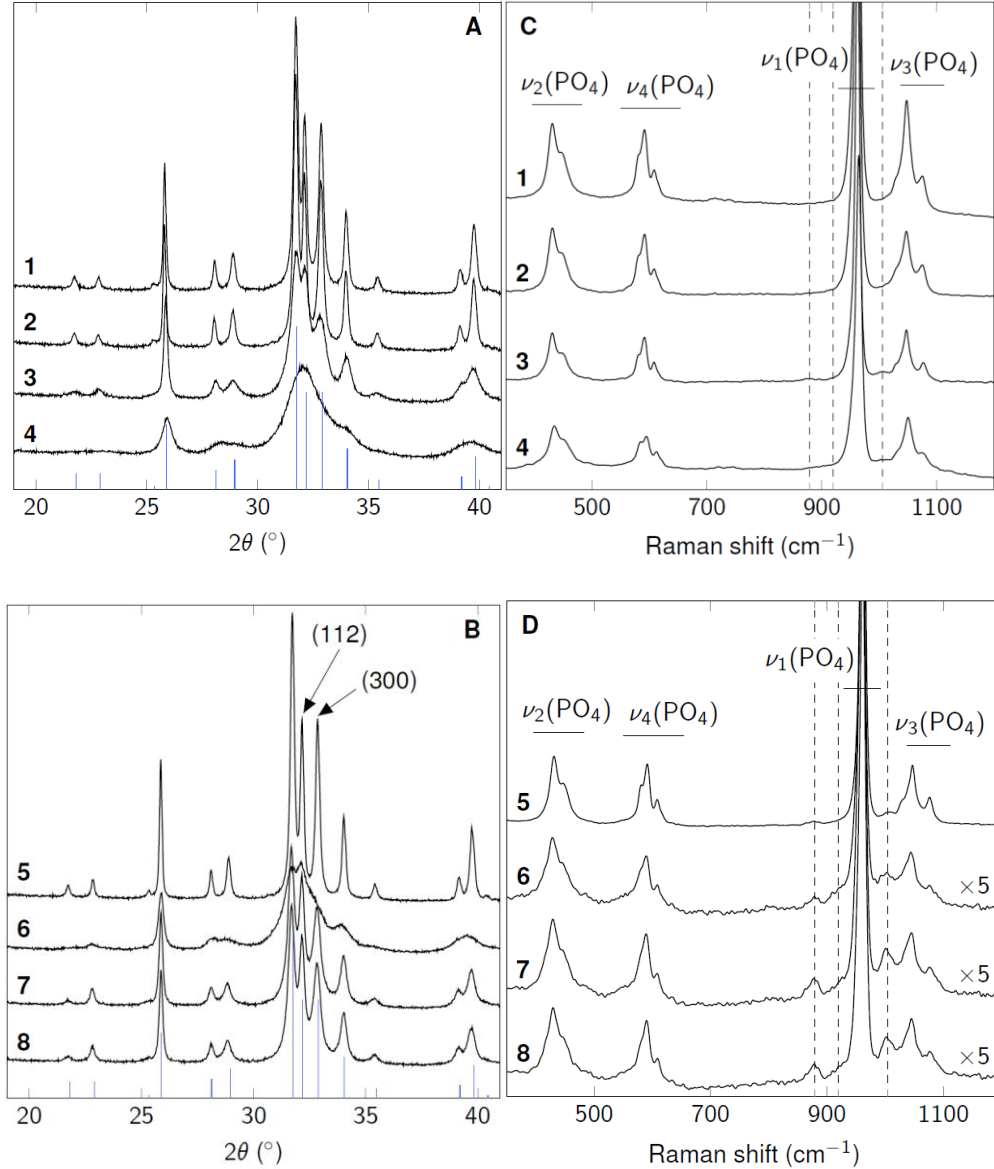 A
1
2
3
4
20 25 30 35 40
2θ (°)
C
ν₁(PO₄)
ν₃(PO₄)
ν₂(PO₄)
ν₄(PO₄)
1
2
3
4
500 700 900 1100
Raman shift (cm⁻¹)
B
(112)
(300)
5
6
7
8
20 25 30 35 40
2θ (°)
D
ν₁(PO₄)
ν₂(PO₄)
ν₄(PO₄)
ν₃(PO₄)
5
6 ×5
7 ×5
8 ×5
500 700 900 1100
Raman shift (cm⁻¹)